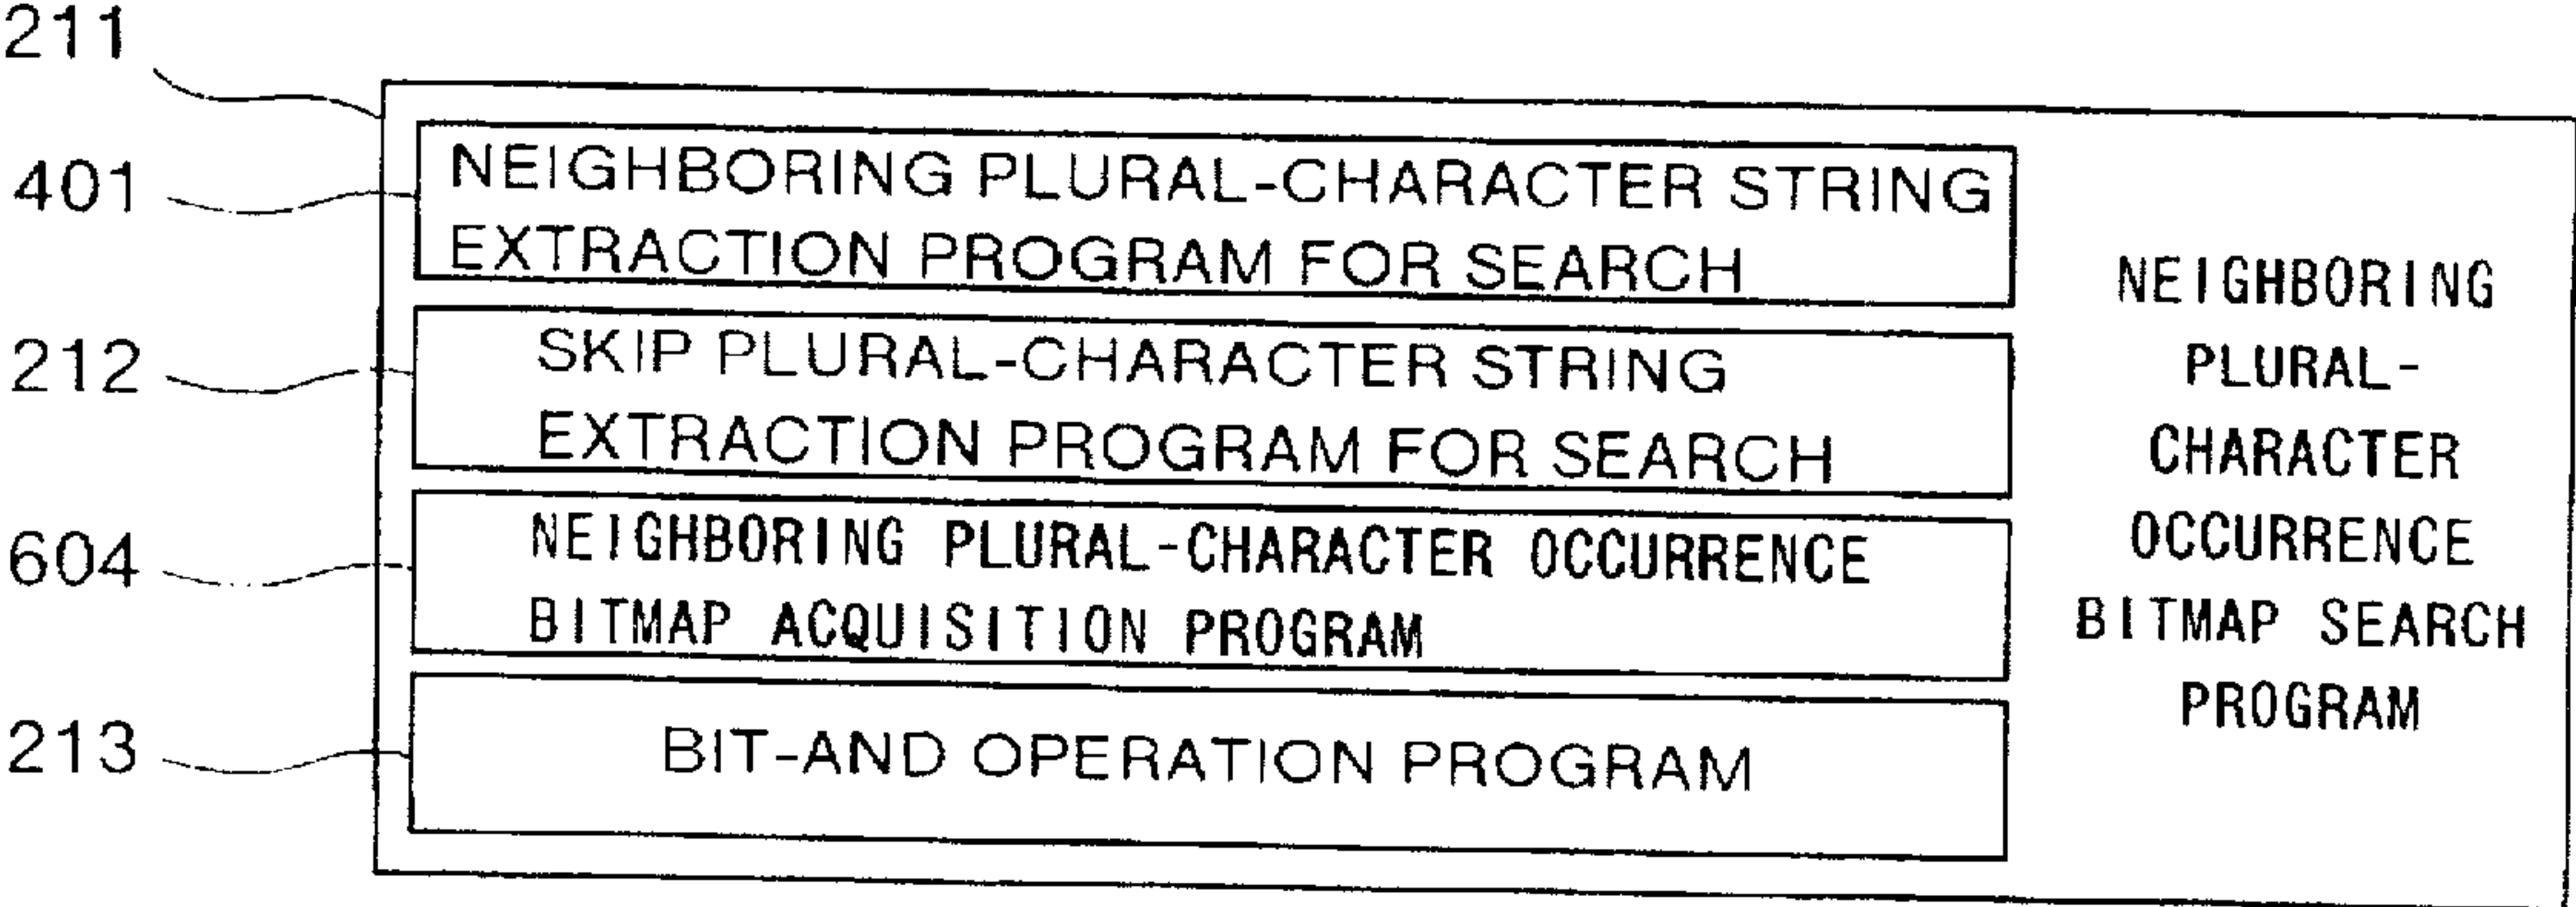 211
401
NEIGHBORING PLURAL-CHARACTER STRING
EXTRACTION PROGRAM FOR SEARCH
212
SKIP PLURAL-CHARACTER STRING
EXTRACTION PROGRAM FOR SEARCH
604
NEIGHBORING PLURAL-CHARACTER OCCURRENCE
BITMAP ACQUISITION PROGRAM
213
BIT-AND OPERATION PROGRAM
NEIGHBORING
PLURAL-
CHARACTER
OCCURRENCE
BITMAP SEARCH
PROGRAM